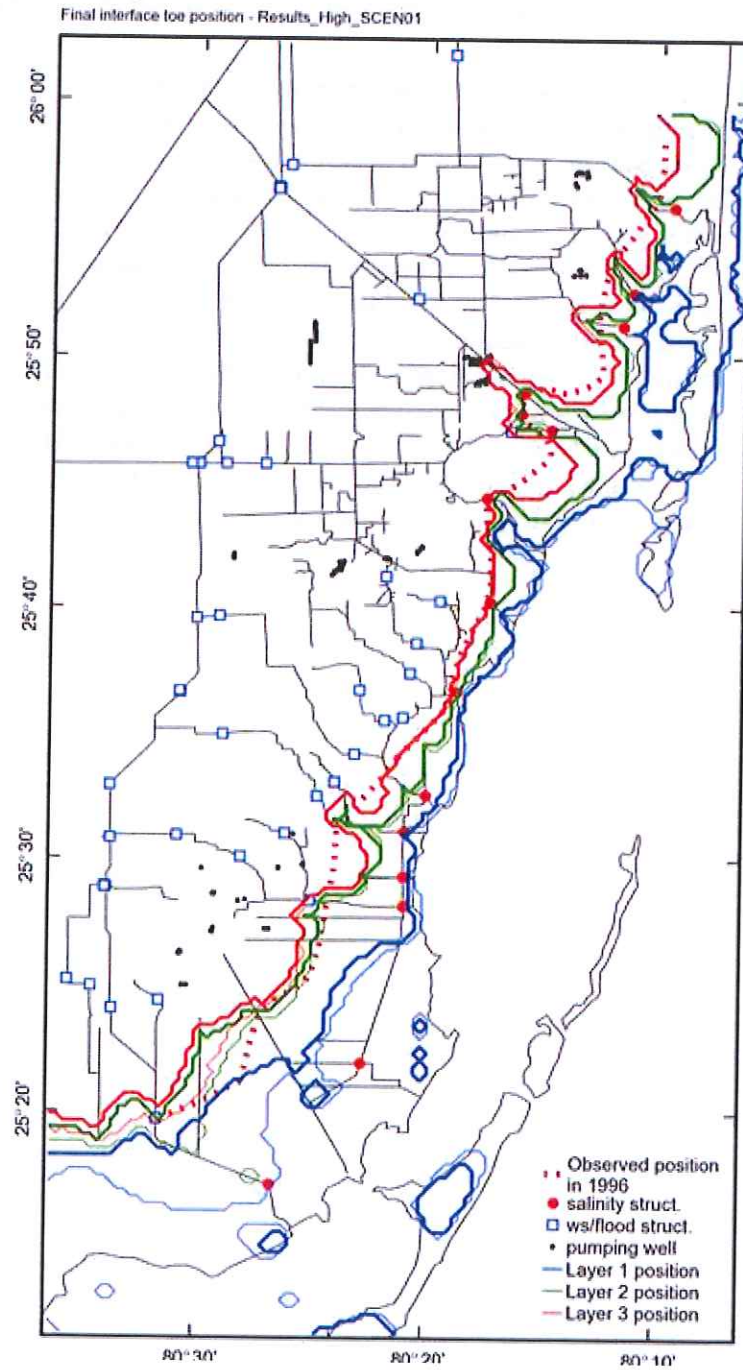 Final interface toe position - Results_High_SCEN01
26° 00'
25° 50'
25° 40'
25° 30'
25° 20'
Observed position
in 1996
salinity struct.
ws/flood struct.
pumping well
Layer 1 position
Layer 2 position
Layer 3 position
80° 30'
80° 20'
80° 10'